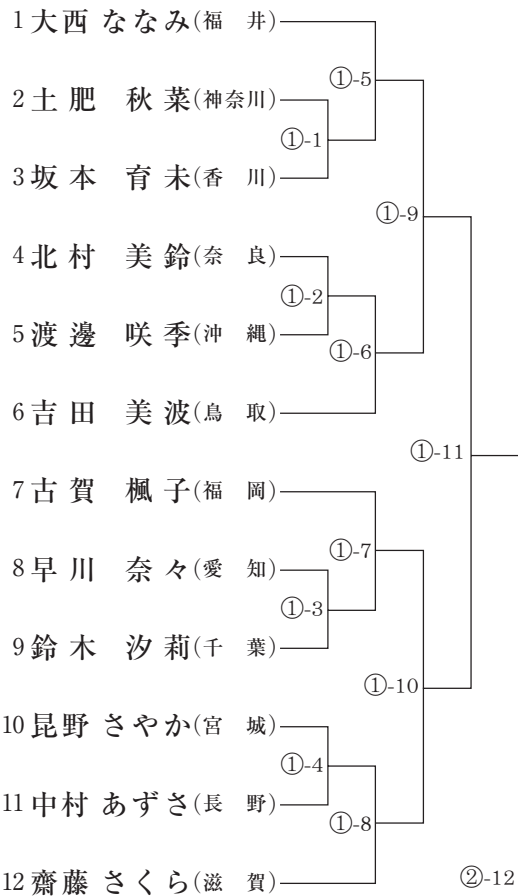 1 大西 ななみ(福 井)
①-5
2 土肥 秋菜(神奈川)
①-1
3 坂本 育未(香 川)
①-9
4 北村 美鈴(奈 良)
①-2
5 渡邊 咲季(沖 縄)
①-6
6 吉田 美波(鳥 取)
①-11
7 古賀 楓子(福 岡)
①-7
8 早川 奈々(愛 知)
①-3
9 鈴木 汐莉(千 葉)
①-10
10 昆野 さやか(宮 城)
①-4
11 中村 あずさ(長 野)
①-8
12 齋藤 さくら(滋 賀)
②-12